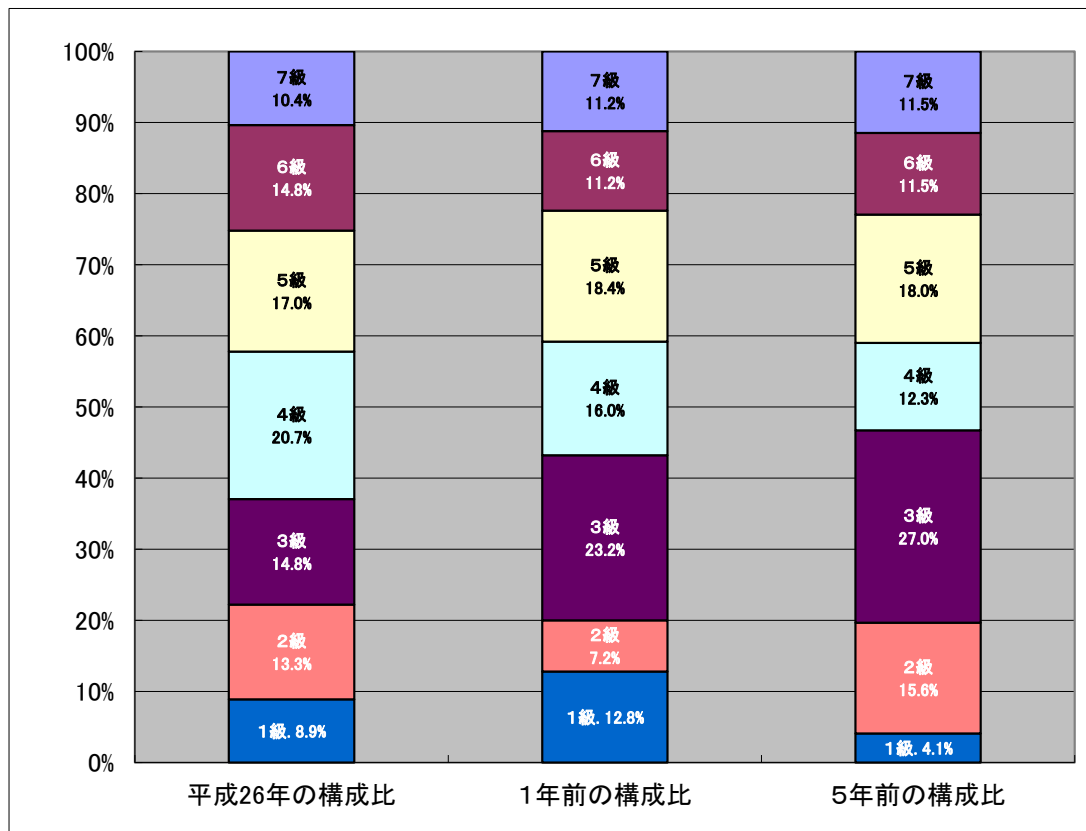 100%
90%
80%
70%
60%
50%
40%
30%
20%
10%
0%
７級
10.4%
６級
14.8%
５級
17.0%
４級
20.7%
３級
14.8%
２級
13.3%
１級. 8.9%
７級
11.2%
６級
11.2%
５級
18.4%
４級
16.0%
３級
23.2%
２級
7.2%
１級. 12.8%
７級
11.5%
６級
11.5%
５級
18.0%
４級
12.3%
３級
27.0%
２級
15.6%
１級. 4.1%
平成26年の構成比
１年前の構成比
５年前の構成比